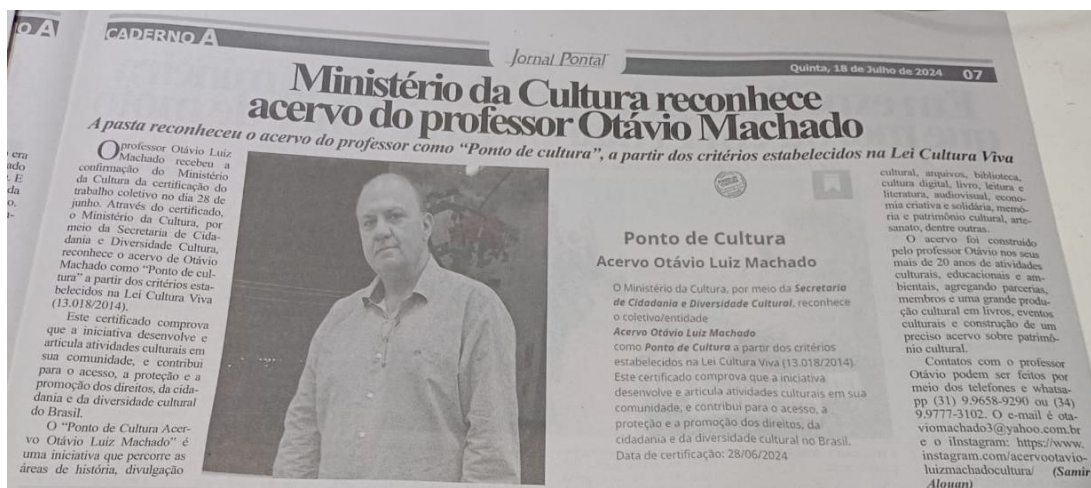 CADERNO A
Jornal Pontal
Quinta, 18 de Julho de 2024 07
Ministério da Cultura reconhece
acervo do professor Otávio Machado
A pasta reconheceu o acervo do professor como “Ponto de cultura”, a partir dos critérios estabelecidos na Lei Cultura Viva
O professor Otávio Luiz
Machado recebeu a
confirmação do Ministério
da Cultura da certificação do
trabalho coletivo no dia 28 de
junho. Através do certificado,
o Ministério da Cultura, por
meio da Secretaria de Cida-
dania e Diversidade Cultura,
reconhece o acervo de Otávio
Machado como “Ponto de cul-
tura” a partir dos critérios esta-
belecidos na Lei Cultura Viva
(13.018/2014).
Este certificado comprova
que a iniciativa desenvolve e
articula atividades culturais em
sua comunidade, e contribui
para o acesso, a proteção e a
promoção dos direitos, da cida-
dania e da diversidade cultural
do Brasil.
O “Ponto de Cultura Acer-
vo Otávio Luiz Machado” é
uma iniciativa que percorre as
áreas de história, divulgação
Ponto de Cultura
Acervo Otávio Luiz Machado
O Ministério da Cultura, por meio da Secretaria
de Cidadania e Diversidade Cultural, reconhece
o coletivo/entidade
Acervo Otávio Luiz Machado
como Ponto de Cultura a partir dos critérios
estabelecidos na Lei Cultura Viva (13.018/2014).
Este certificado comprova que a iniciativa
desenvolve e articula atividades culturais em sua
comunidade, e contribui para o acesso, a
proteção e a promoção dos direitos, da
cidadania e da diversidade cultural no Brasil.
Data de certificação: 28/06/2024
cultural, arquivos, biblioteca,
cultura digital, livro, leitura e
literatura, audiovisual, econo-
mia criativa e solidária, memó-
ria e patrimônio cultural, arte-
sanato, dentre outras.
O acervo foi construído
pelo professor Otávio nos seus
mais de 20 anos de atividades
culturais, educacionais e am-
bientais, agregando parcerias,
membros e uma grande produ-
ção cultural em livros, eventos
culturais e construção de um
preciso acervo sobre patrimô-
nio cultural.
Contatos com o professor
Otávio podem ser feitos por
meio dos telefones e whatsa-
pp (31) 9.9658-9290 ou (34)
9.9777-3102. O e-mail é ota-
viomachado3@yahoo.com.br
e o iInstagram: https://www.
instagram.com/acervootavio-
luizmachadocultura/ (Samir
Alouan)